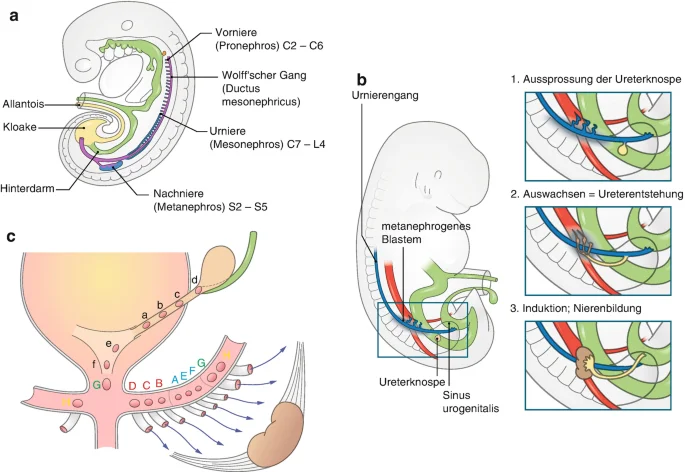 a
Vorniere
(Pronephros) C2 – C6
Wolff'scher Gang
(Ductus
mesonephricus)
Allantois
Kloake
Urniere
(Mesonephros) C7 – L4
Hinterdarm
Nachniere
(Metanephros) S2 – S5
b
Urnierengang
metanephrogenes
Blastem
Ureterknospe
Sinus
urogenitalis
1. Aussprossung der Ureterknospe
2. Auswachsen = Ureterentstehung
3. Induktion; Nierenbildung
c
d
c
b
a
e
f
G
D C B A E F G